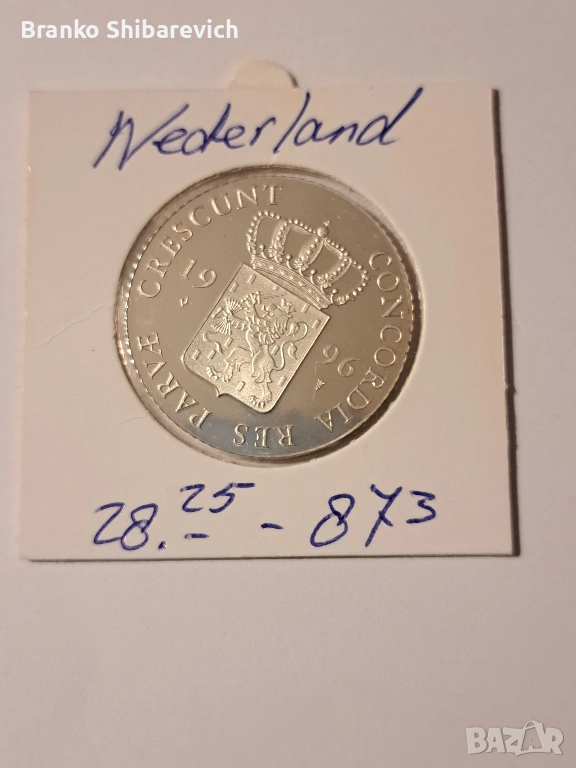 Branko Shibarevich
Nederland
CONCORDIA RES PARVÆ CRESCUNT
19 96
28.25 - 873
BAZAR